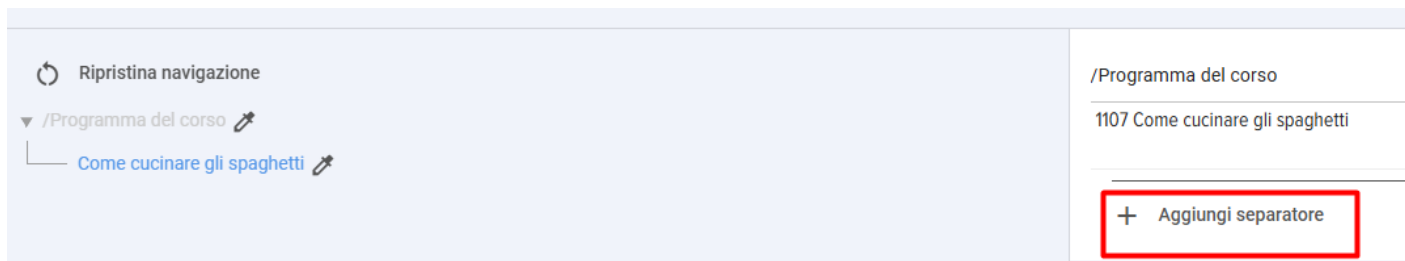 Ripristina navigazione
/Programma del corso
Come cucinare gli spaghetti
/Programma del corso
1107 Come cucinare gli spaghetti
+ Aggiungi separatore